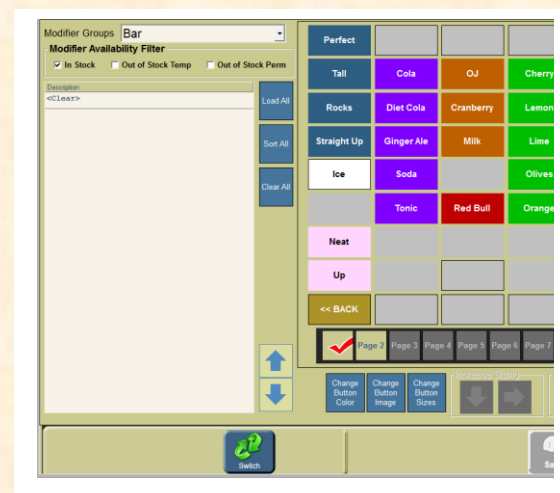 Modifier Groups Bar
Modifier Availability Filter
In Stock Out of Stock Temp Out of Stock Perm
Description
<Clear>
Load All
Sort All
Clear All
Perfect
Tall Cola OJ Cherry
Rocks Diet Cola Cranberry Lemon
Straight Up Ginger Ale Milk Lime
Ice Soda Olives
Tonic Red Bull Orange
Neat
Up
<< BACK
Page 2 Page 3 Page 4 Page 5 Page 6 Page 7
Change Button Color
Change Button Image
Change Button Sizes
Switch